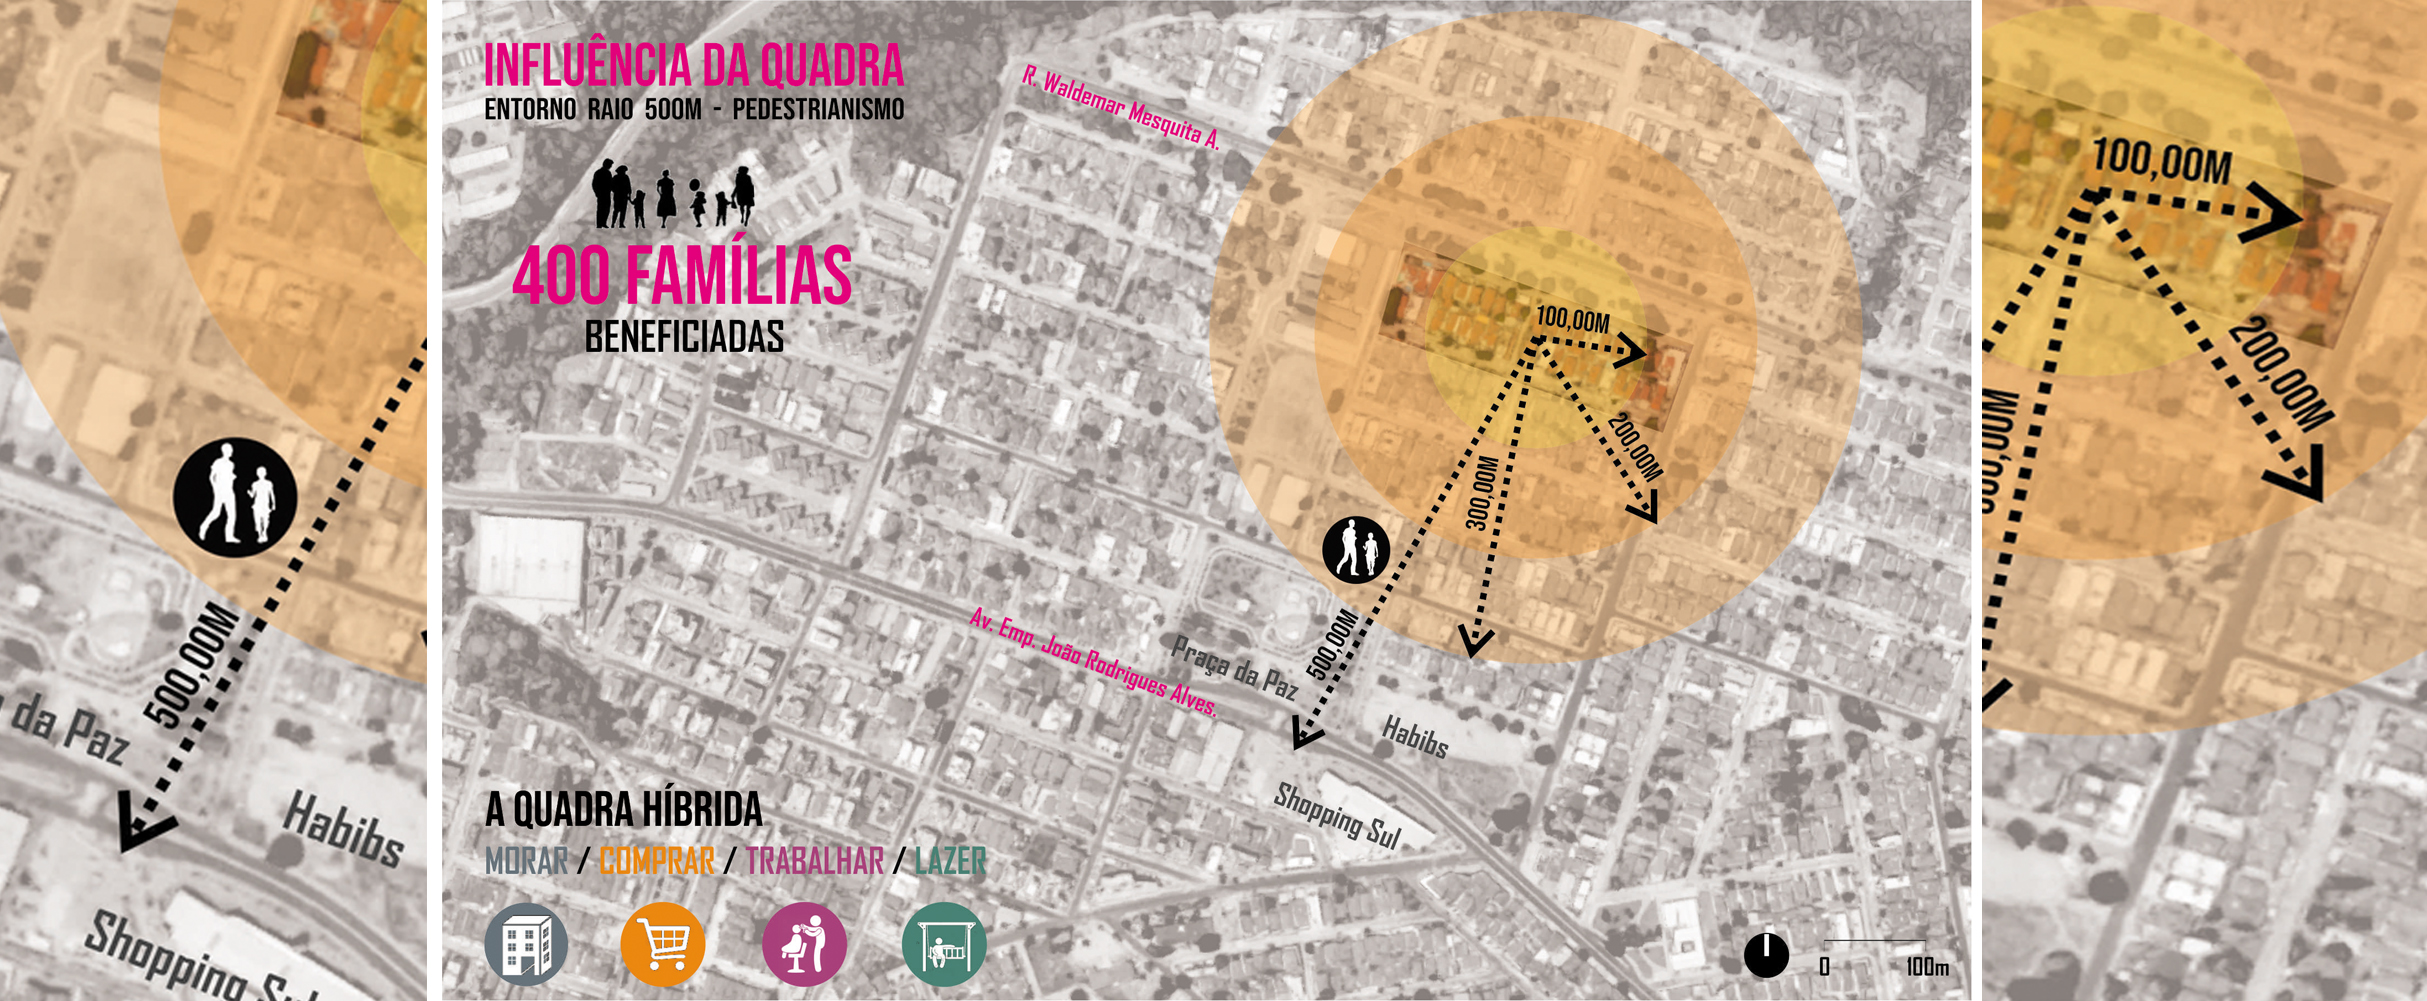 500,00M
da Paz
Habibs
Shopping Sul
INFLUÊNCIA DA QUADRA
ENTORNO RAIO 500M - PEDESTRIANISMO
400 FAMÍLIAS
BENEFICIADAS
R. Waldemar Mesquita A.
100,00M
200,00M
300,00M
500,00M
Av. Emp. João Rodrigues Alves.
Praça da Paz
Habibs
Shopping Sul
A QUADRA HÍBRIDA
MORAR / COMPRAR / TRABALHAR / LAZER
0 100m
100,00M
200,00M
00,00M